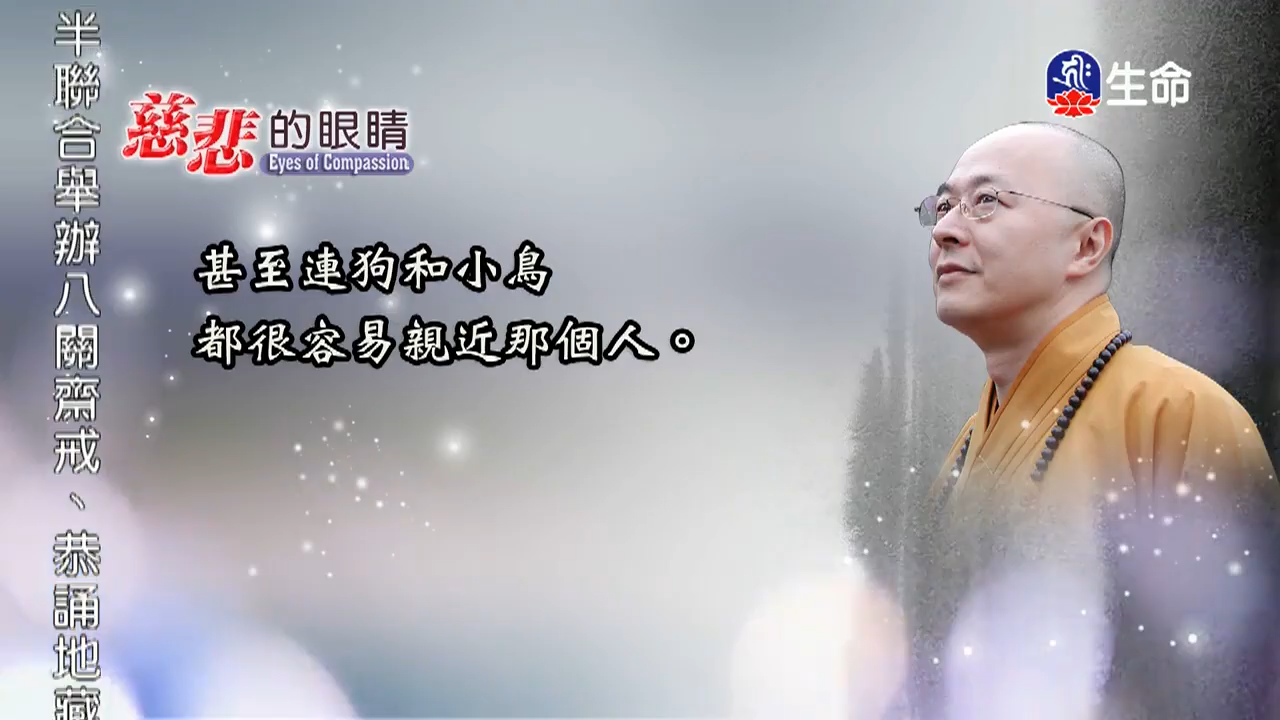 半聯合舉辦八關齋戒、恭誦地藏
慈悲的眼睛
Eyes of Compassion
生命
甚至連狗和小鳥
都很容易親近那個人。